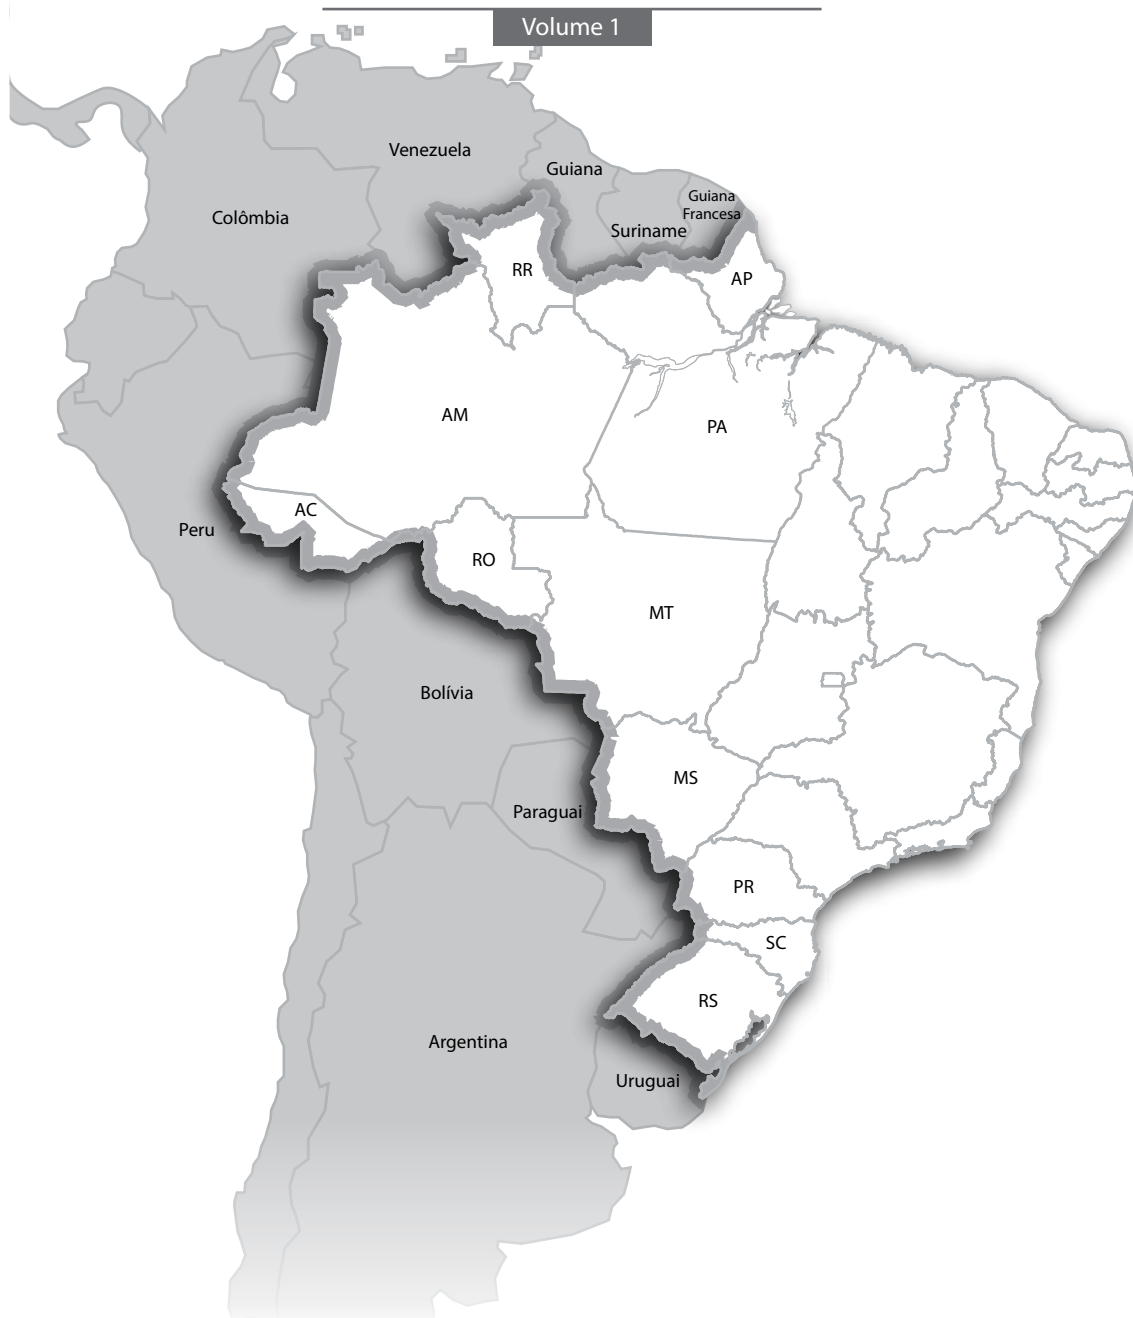 Volume 1
Venezuela
Guiana
Guiana
Francesa
Colômbia
Suriname
RR
AP
AM
PA
AC
Peru
RO
MT
Bolívia
MS
Paraguai
PR
SC
RS
Argentina
Uruguai